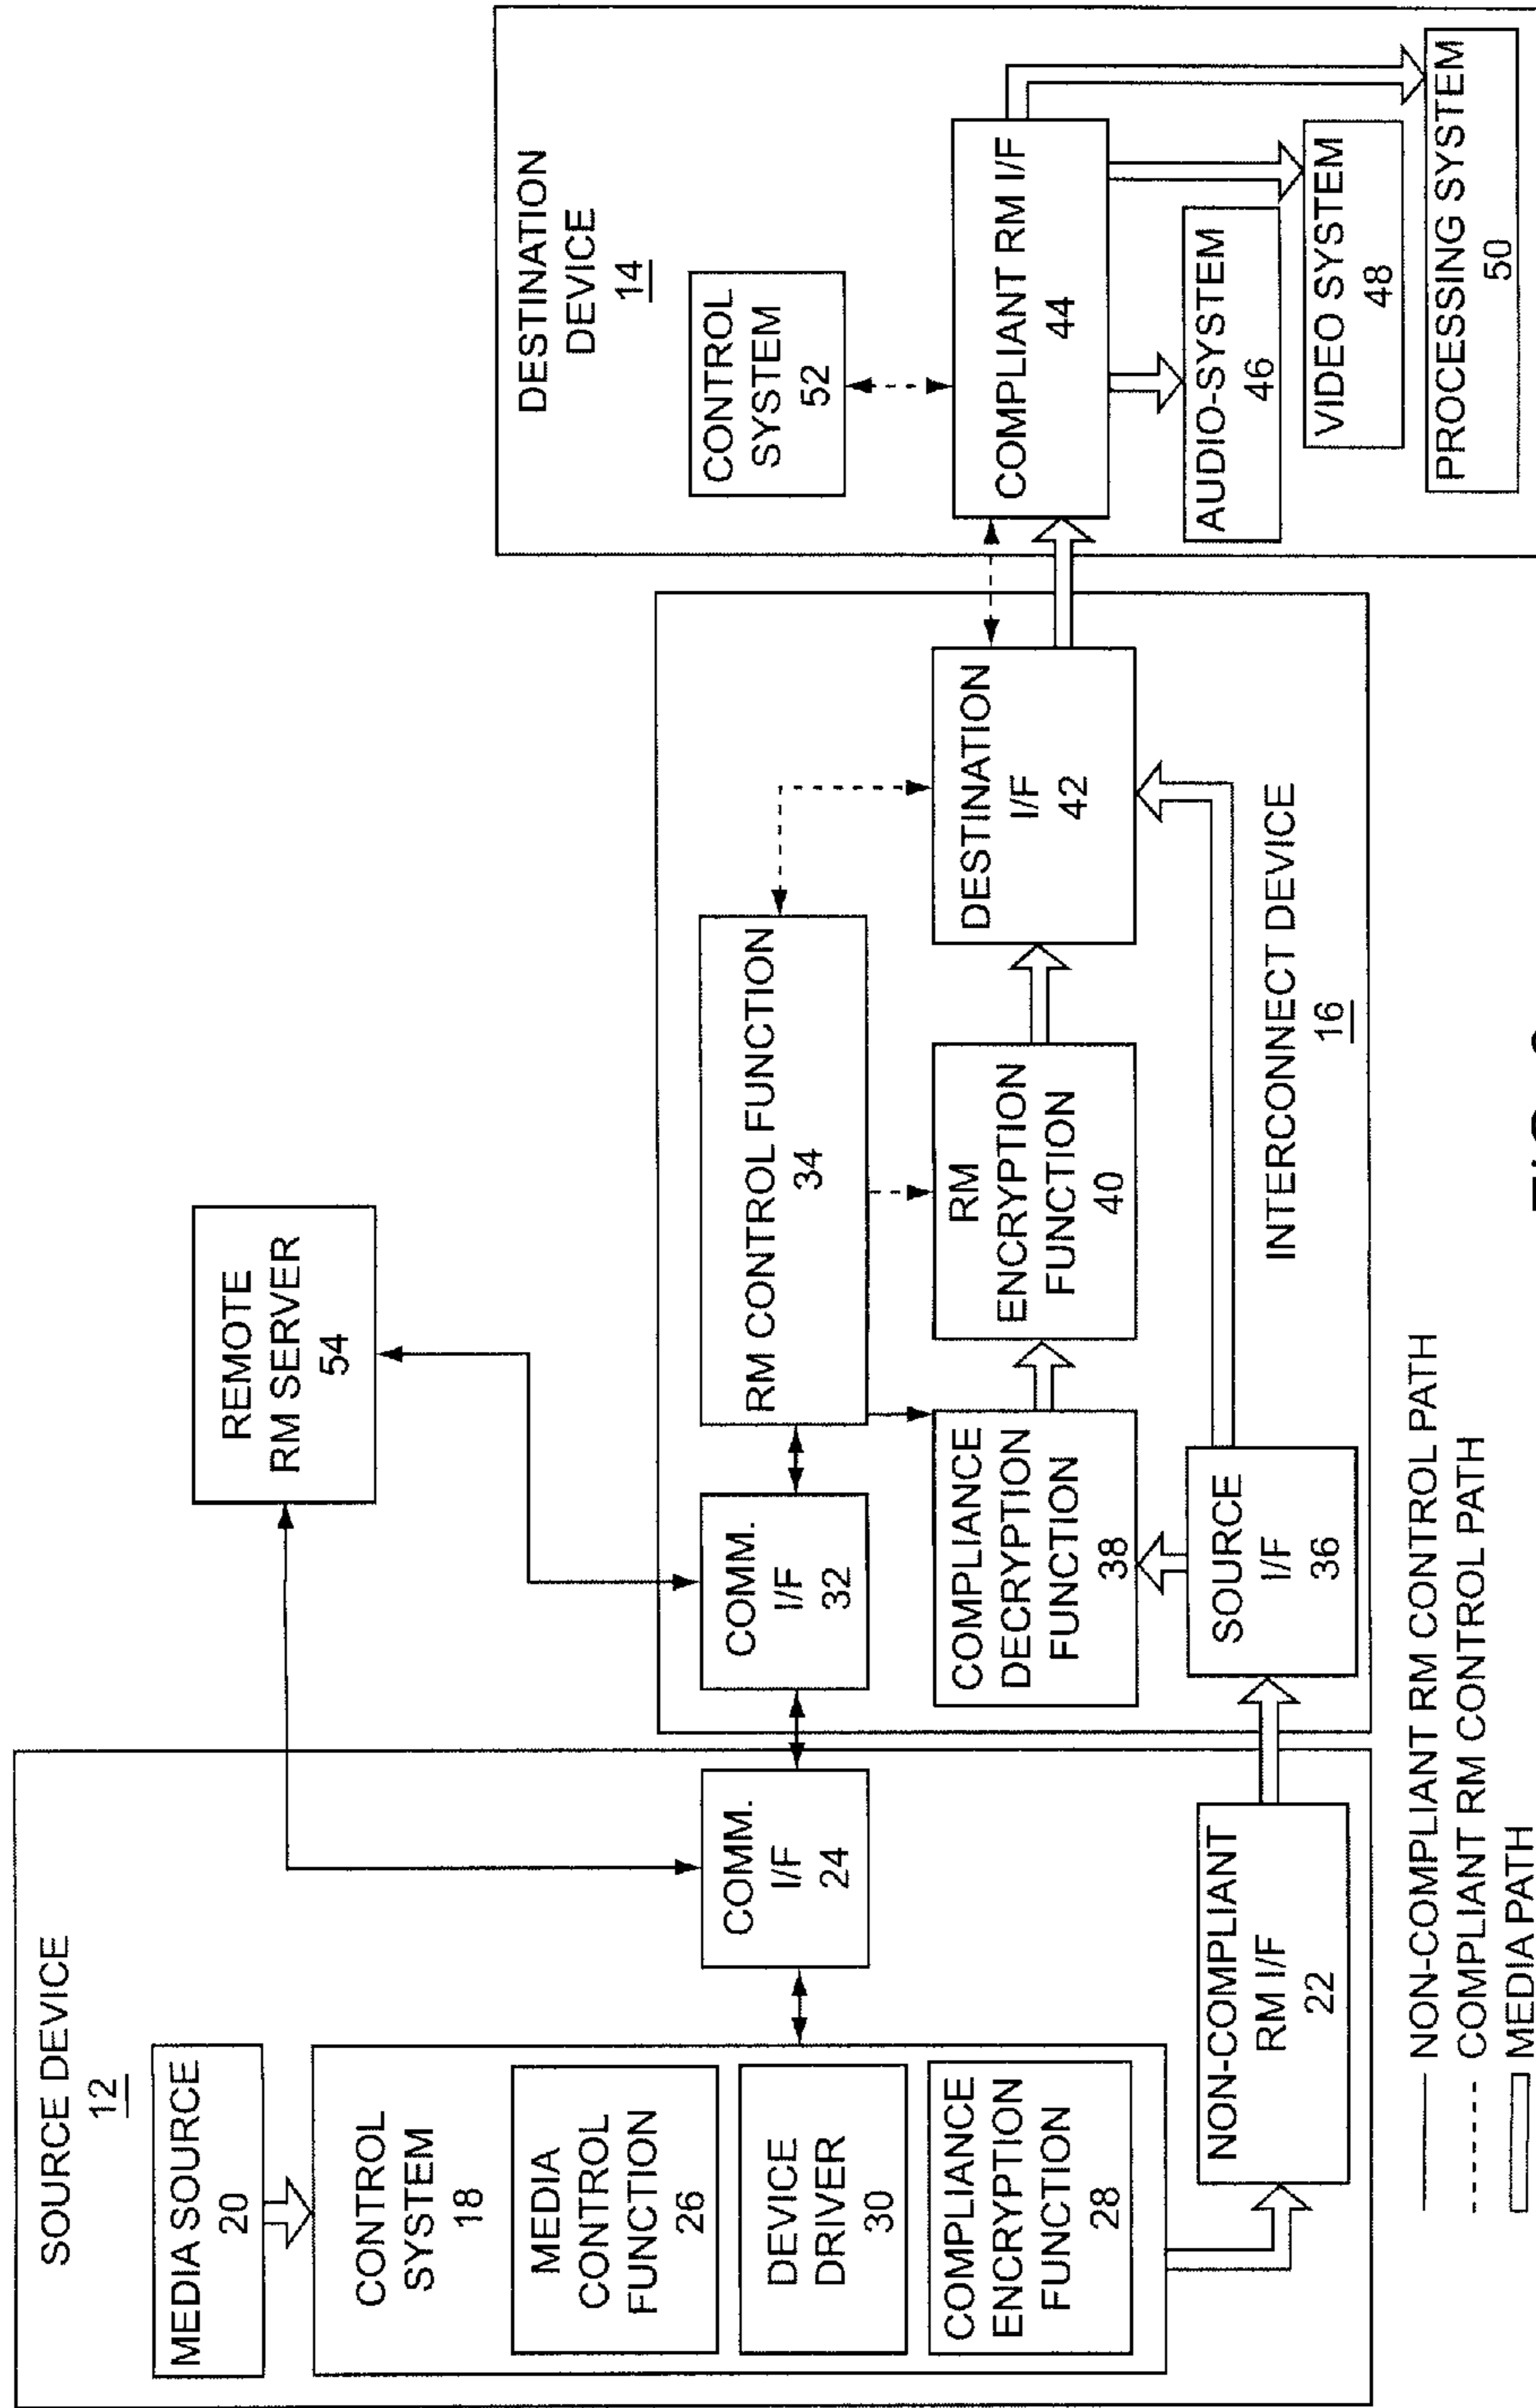 SOURCE DEVICE
12
MEDIA SOURCE
20
CONTROL
SYSTEM
18
MEDIA
CONTROL
FUNCTION
26
DEVICE
DRIVER
30
COMPLIANCE
ENCRYPTION
FUNCTION
28
COMM.
I/F
24
NON-COMPLIANT
RM I/F
22
REMOTE
RM SERVER
54
COMM.
I/F
32
RM CONTROL FUNCTION
34
COMPLIANCE
DECRYPTION
FUNCTION
38
RM
ENCRYPTION
FUNCTION
40
SOURCE
I/F
36
DESTINATION
I/F
42
INTERCONNECT DEVICE
16
DESTINATION
DEVICE
14
CONTROL
SYSTEM
52
COMPLIANT RM I/F
44
AUDIO-SYSTEM
46
VIDEO SYSTEM
48
PROCESSING SYSTEM
50
NON-COMPLIANT RM CONTROL PATH
COMPLIANT RM CONTROL PATH
MEDIA PATH